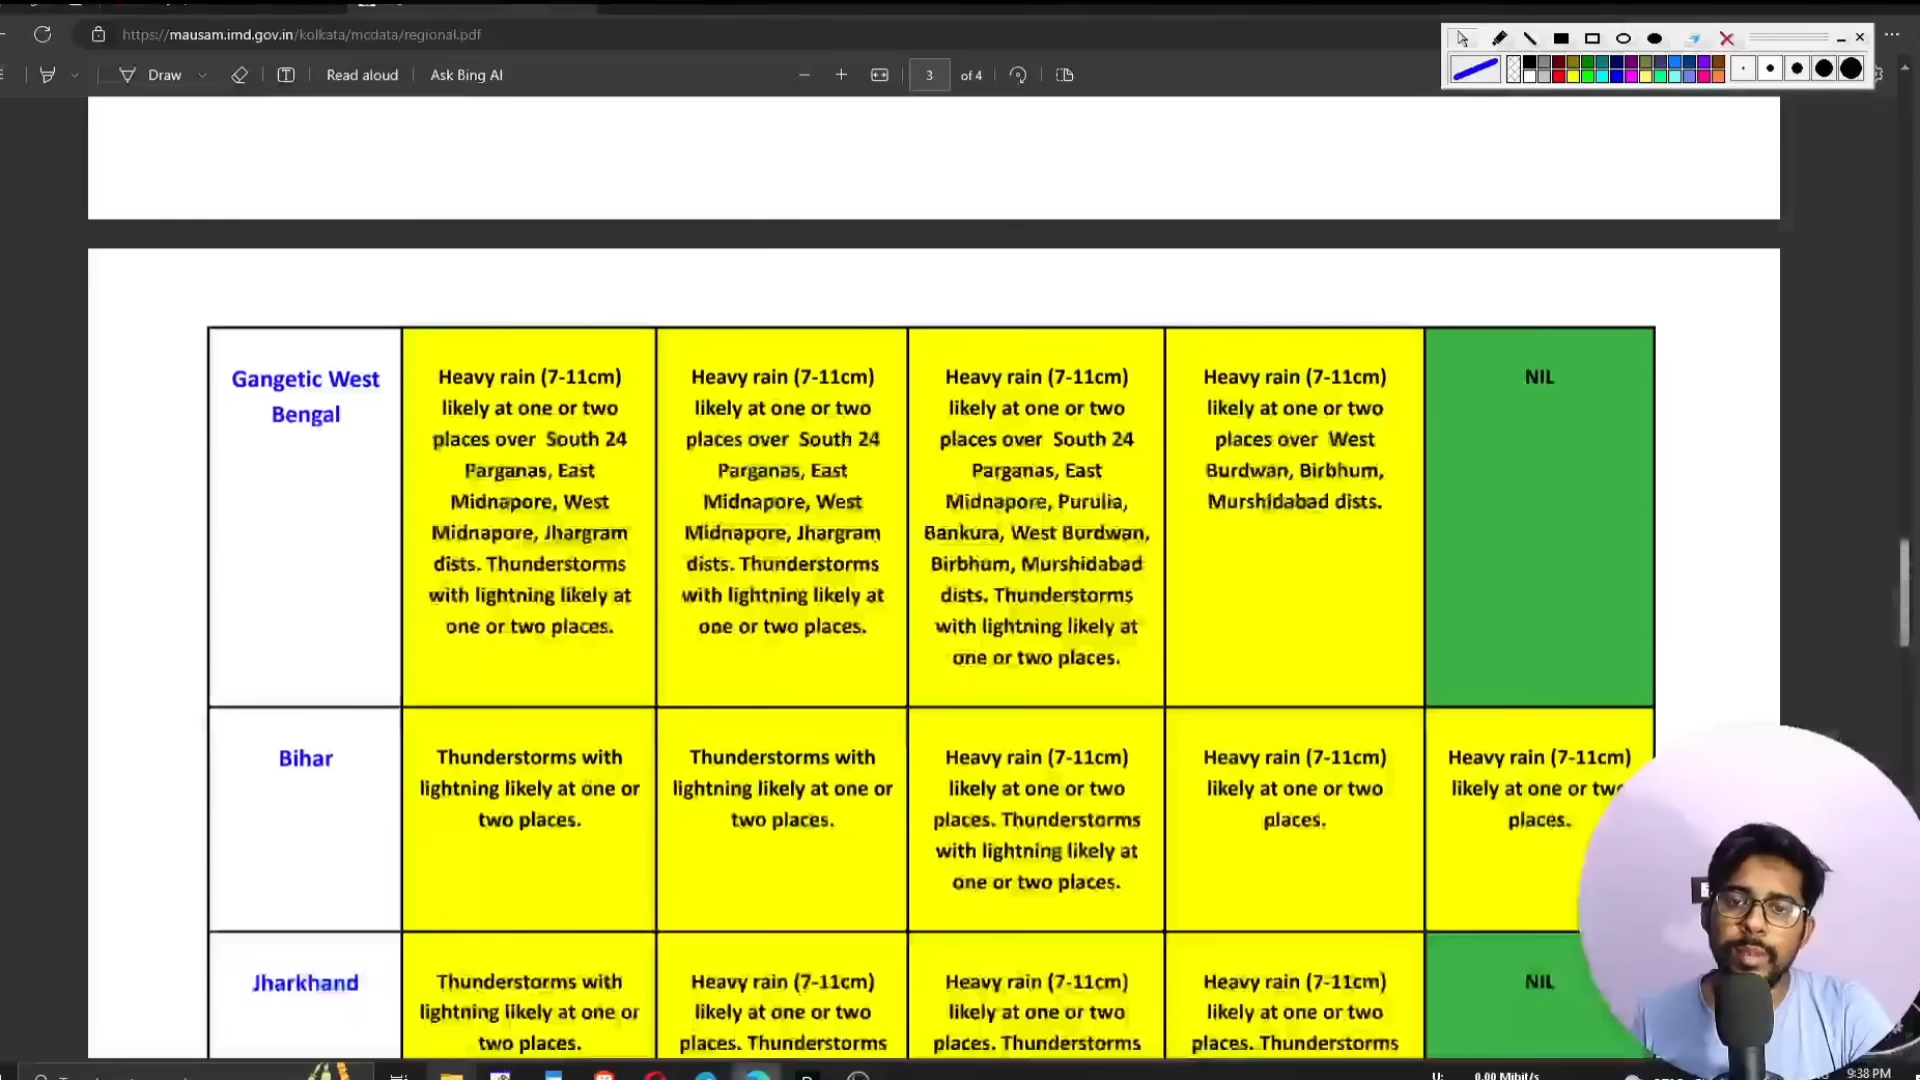 https://mausam.imd.gov.in/kolkata/mcdata/regional.pdf
Draw
Read aloud
Ask Bing AI
3
of 4
Gangetic West
Bengal
Heavy rain (7-11cm)
likely at one or two
places over South 24
Parganas, East
Midnapore, West
Midnapore, Jhargram
dists. Thunderstorms
with lightning likely at
one or two places.
Heavy rain (7-11cm)
likely at one or two
places over South 24
Parganas, East
Midnapore, West
Midnapore, Jhargram
dists. Thunderstorms
with lightning likely at
one or two places.
Heavy rain (7-11cm)
likely at one or two
places over South 24
Parganas, East
Midnapore, Purulia,
Bankura, West Burdwan,
Birbhum, Murshidabad
dists. Thunderstorms
with lightning likely at
one or two places.
Heavy rain (7-11cm)
likely at one or two
places over West
Burdwan, Birbhum,
Murshidabad dists.
NIL
Bihar
Thunderstorms with
lightning likely at one or
two places.
Thunderstorms with
lightning likely at one or
two places.
Heavy rain (7-11cm)
likely at one or two
places. Thunderstorms
with lightning likely at
one or two places.
Heavy rain (7-11cm)
likely at one or two
places.
Heavy rain (7-11cm)
likely at one or two
places.
Jharkhand
Thunderstorms with
lightning likely at one or
two places.
Heavy rain (7-11cm)
likely at one or two
places. Thunderstorms
Heavy rain (7-11cm)
likely at one or two
places. Thunderstorms
Heavy rain (7-11cm)
likely at one or two
places. Thunderstorms
NIL
U: 0.00 Mibit/s
9:38 PM